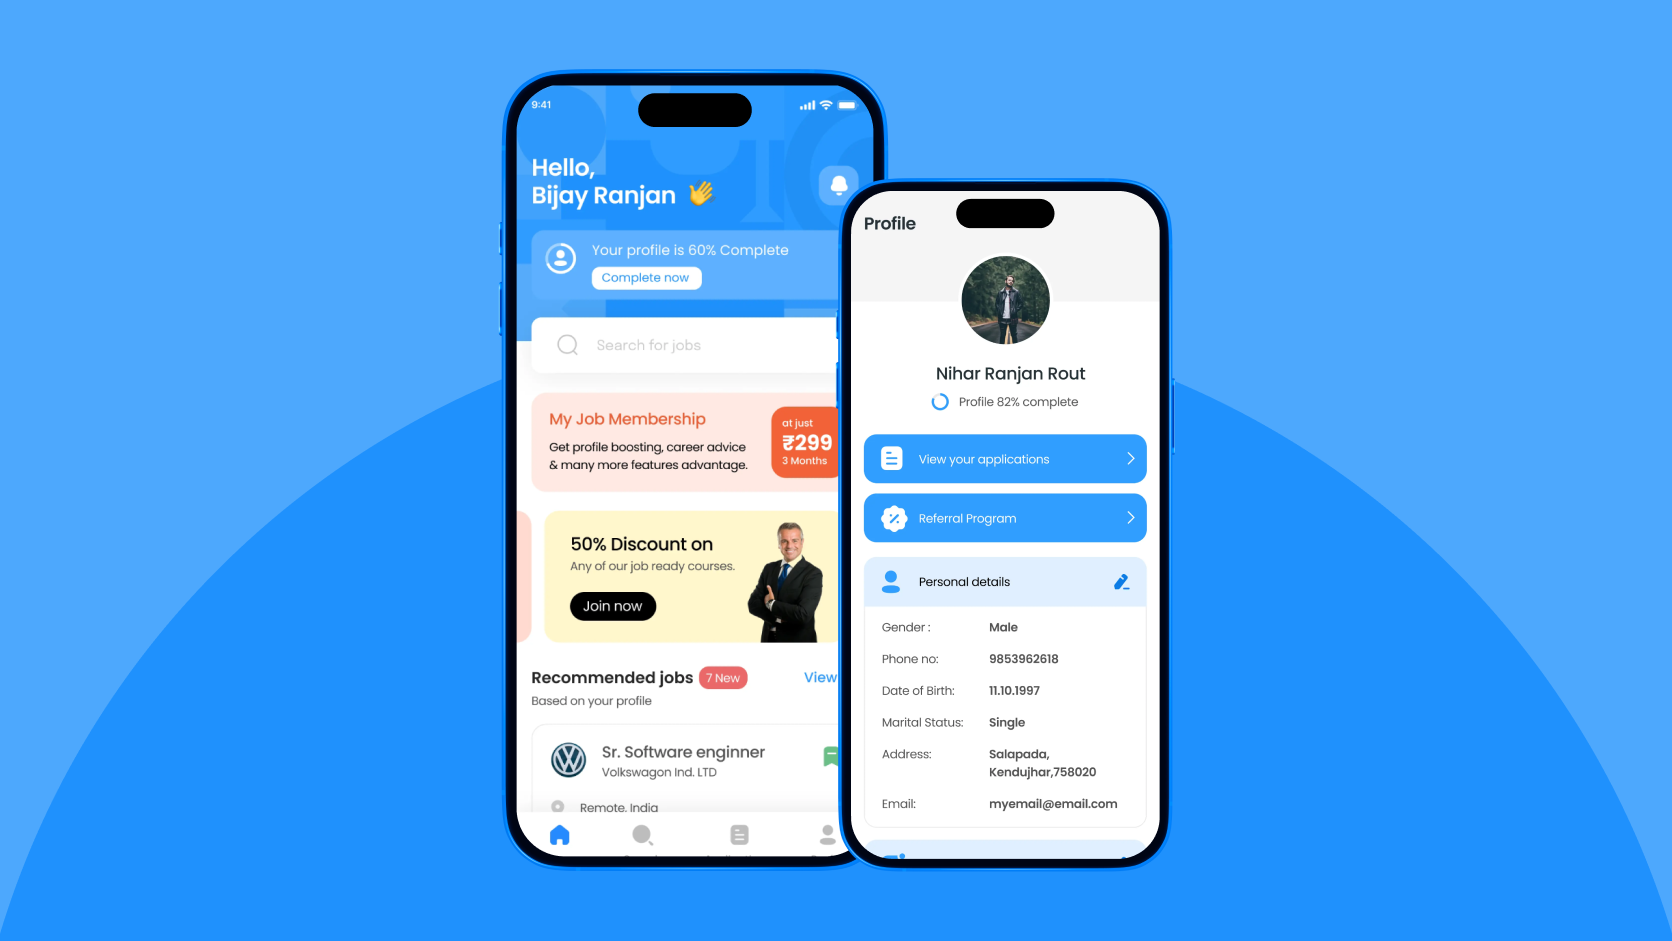 9:41
Hello,
Bijay Ranjan
Your profile is 60% Complete
Complete now
Search for jobs
My Job Membership
Get profile boosting, career advice
& many more features advantage.
at just
₹299
3 Months
50% Discount on
Any of our job ready courses.
Join now
Recommended jobs
7 New
View
Based on your profile
Sr. Software enginner
Volkswagon Ind. LTD
Remote, India
Profile
Nihar Ranjan Rout
Profile 82% complete
View your applications
Referral Program
Personal details
Gender : Male
Phone no: 9853962618
Date of Birth: 11.10.1997
Marital Status: Single
Address: Salapada,
Kendujhar,758020
Email: myemail@email.com